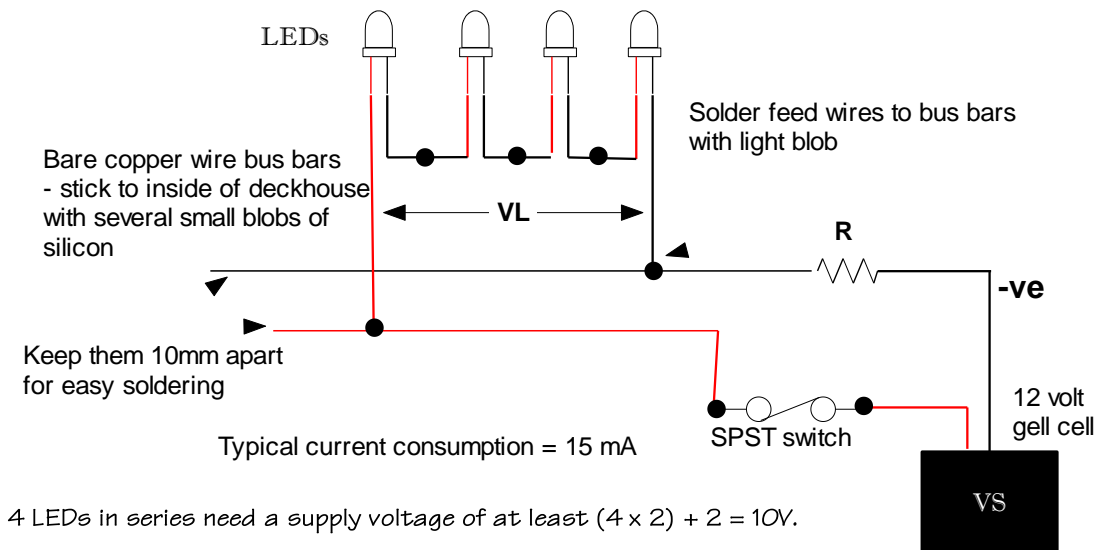 LEDs
Solder feed wires to bus bars
with light blob
Bare copper wire bus bars
- stick to inside of deckhouse
with several small blobs of
silicon
VL
R
-ve
Keep them 10mm apart
for easy soldering
12 volt
gell cell
SPST switch
Typical current consumption = 15 mA
VS
4 LEDs in series need a supply voltage of at least (4 x 2) + 2 = 10V.